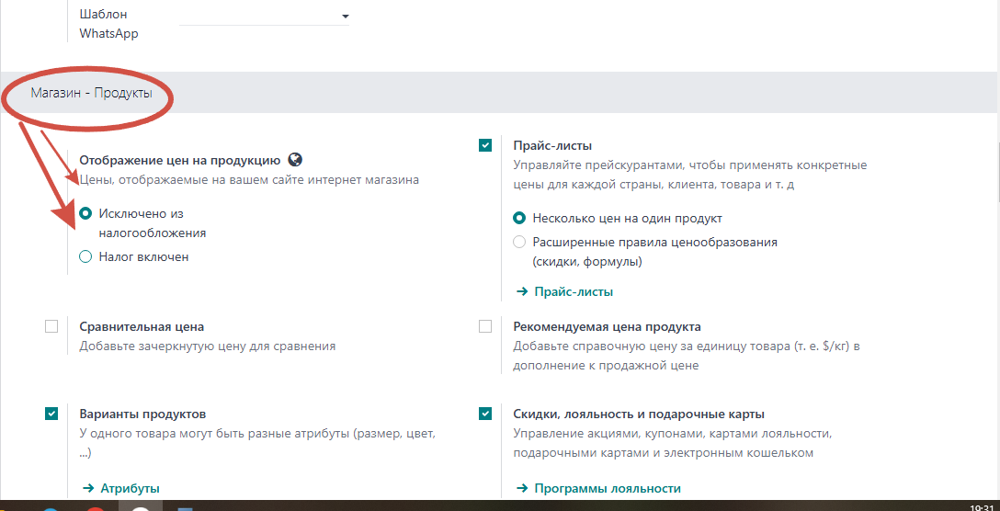 Шаблон
WhatsApp
Магазин - Продукты
Отображение цен на продукцию
Цены, отображаемые на вашем сайте интернет магазина
Исключено из
налогообложения
Налог включен
Прайс-листы
Управляйте прейскурантами, чтобы применять конкретные
цены для каждой страны, клиента, товара и т. д
Несколько цен на один продукт
Расширенные правила ценообразования
(скидки, формулы)
Прайс-листы
Сравнительная цена
Добавьте зачеркнутую цену для сравнения
Рекомендуемая цена продукта
Добавьте справочную цену за единицу товара (т. е. $/кг) в
дополнение к продажной цене
Варианты продуктов
У одного товара могут быть разные атрибуты (размер, цвет,
...)
Атрибуты
Скидки, лояльность и подарочные карты
Управление акциями, купонами, картами лояльности,
подарочными картами и электронным кошельком
Программы лояльности
19:31